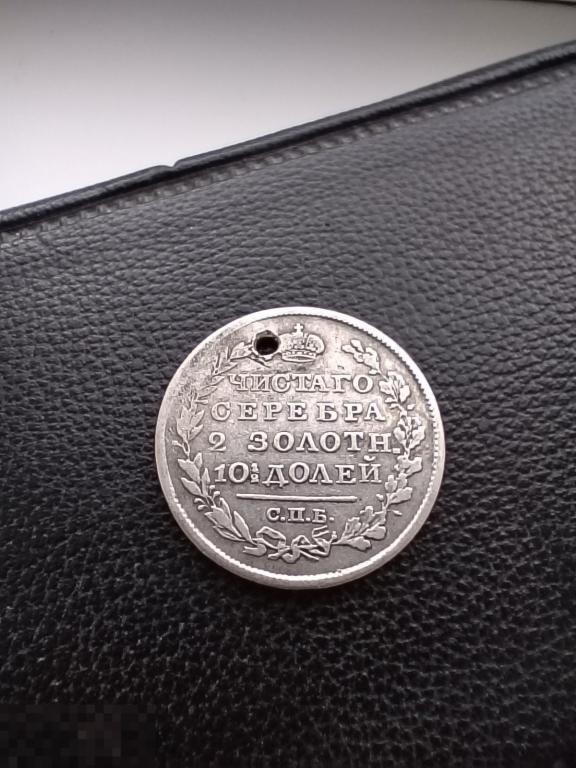 ЧИСТАГО
СЕРЕБРА
2 ЗОЛОТН.
10½ ДОЛЕЙ
С.П.Б.